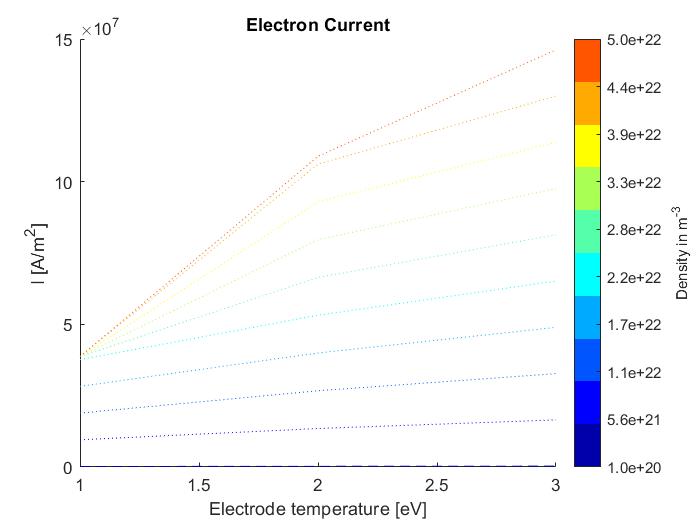 Electron Current
×10^7
15
10
5
0
I [A/m^2]
1
1.5
2
2.5
3
Electrode temperature [eV]
5.0e+22
4.4e+22
3.9e+22
3.3e+22
2.8e+22
2.2e+22
1.7e+22
1.1e+22
5.6e+21
1.0e+20
Density in m^-3